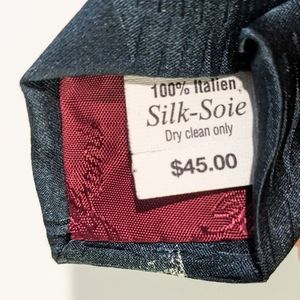 100% Italien
Silk-Soie
Dry clean only
$45.00